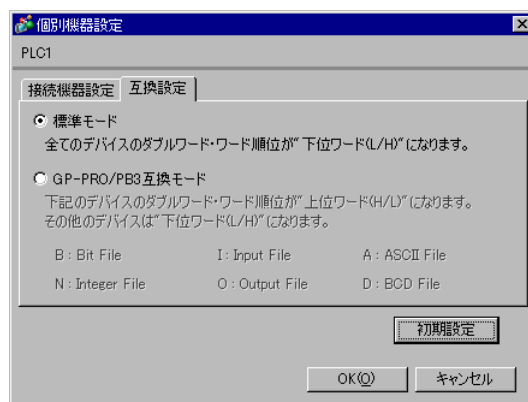 個別機器設定
PLC1
接続機器設定 互換設定
標準モード
全てのデバイスのダブルワード・ワード順位が"下位ワード(L/H)"になります。
GP-PRO/PB3互換モード
下記のデバイスのダブルワード・ワード順位が"上位ワード(H/L)"になります。
その他のデバイスは"下位ワード(L/H)"になります。
B : Bit File I : Input File A : ASCII File
N : Integer File O : Output File D : BCD File
初期設定
OK(O) キャンセル